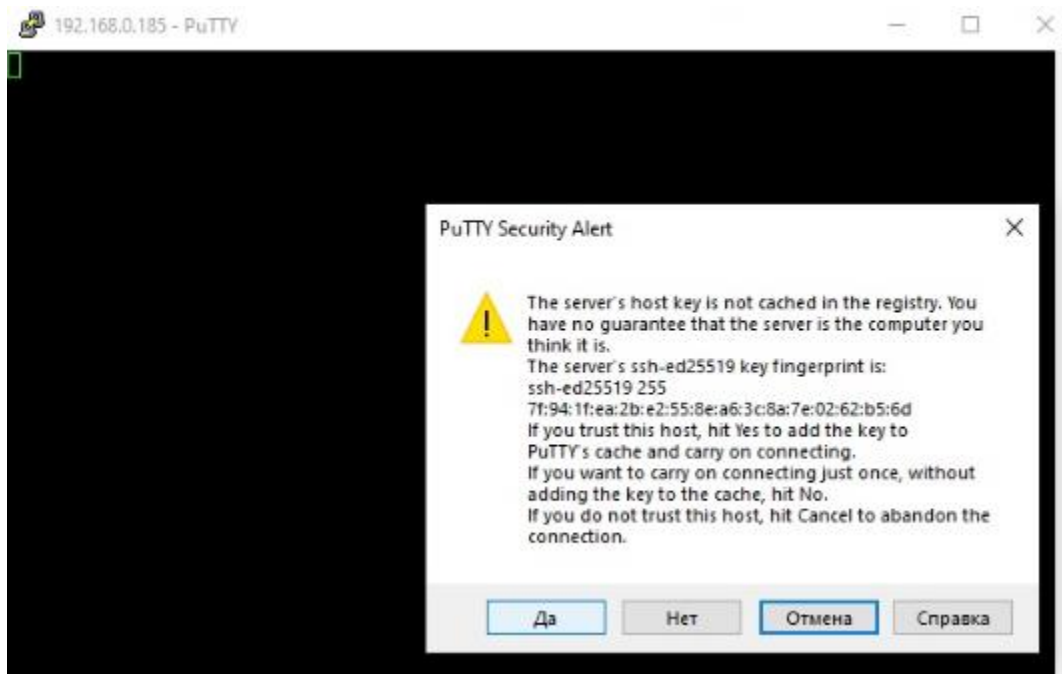 192.168.0.185 - PuTTY
PuTTY Security Alert
The server's host key is not cached in the registry. You
have no guarantee that the server is the computer you
think it is.
The server's ssh-ed25519 key fingerprint is:
ssh-ed25519 255
7f:94:1f:ea:2b:e2:55:8e:a6:3c:8a:7e:02:62:b5:6d
If you trust this host, hit Yes to add the key to
PuTTY's cache and carry on connecting.
If you want to carry on connecting just once, without
adding the key to the cache, hit No.
If you do not trust this host, hit Cancel to abandon the
connection.
Да Нет Отмена Справка